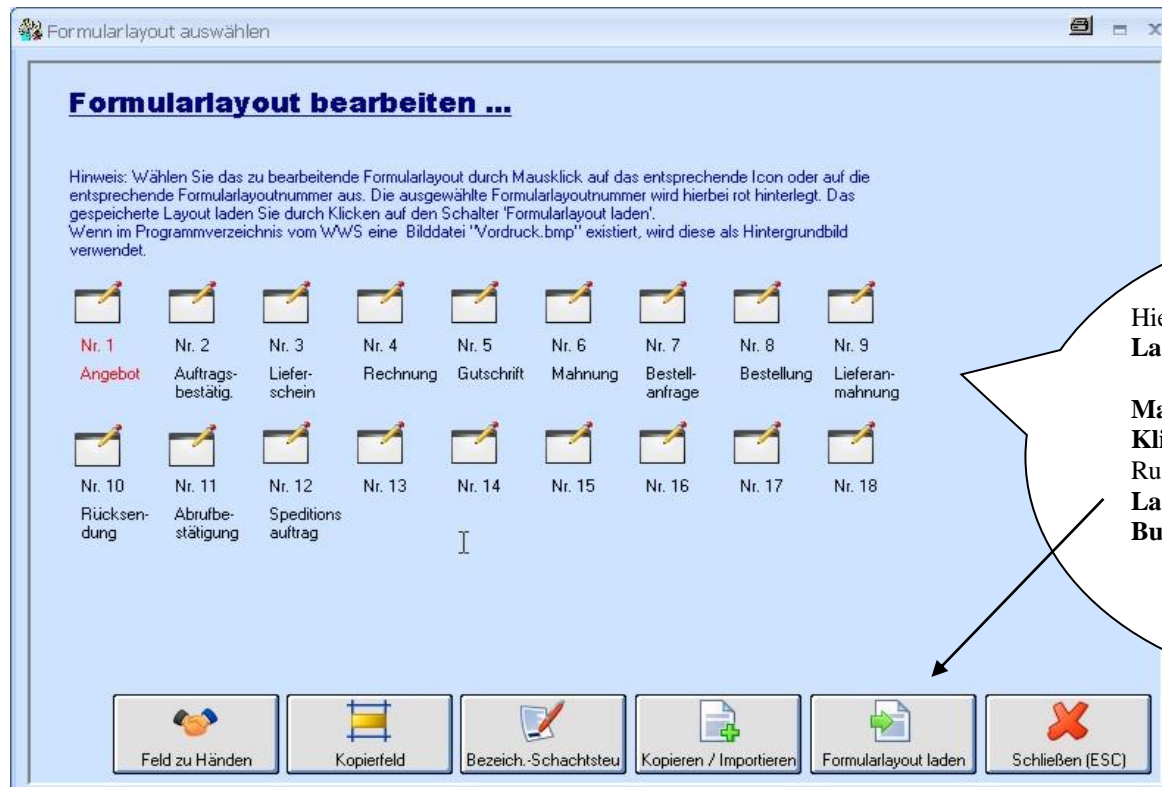 Formularlayout auswählen
Formularlayout bearbeiten ...
Hinweis: Wählen Sie das zu bearbeitende Formularlayout durch Mausklick auf das entsprechende Icon oder auf die
entsprechende Formularlayoutnummer aus. Die ausgewählte Formularlayoutnummer wird hierbei rot hinterlegt. Das
gespeicherte Layout laden Sie durch Klicken auf den Schalter 'Formularlayout laden'.
Wenn im Programmverzeichnis vom WWS eine Bilddatei "Vordruck.bmp" existiert, wird diese als Hintergrundbild
verwendet.
Nr. 1 Nr. 2 Nr. 3 Nr. 4 Nr. 5 Nr. 6 Nr. 7 Nr. 8 Nr. 9
Angebot Auftrags- Liefer- Rechnung Gutschrift Mahnung Bestell- Bestellung Lieferan-
bestätig. schein anfrage mahnung
Nr. 10 Nr. 11 Nr. 12 Nr. 13 Nr. 14 Nr. 15 Nr. 16 Nr. 17 Nr. 18
Rücksen- Abrufbe- Speditions
dung stätigung auftrag
Feld zu Händen Kopierfeld Bezeich.-Schachtsteu Kopieren / Importieren Formularlayout laden Schließen (ESC)